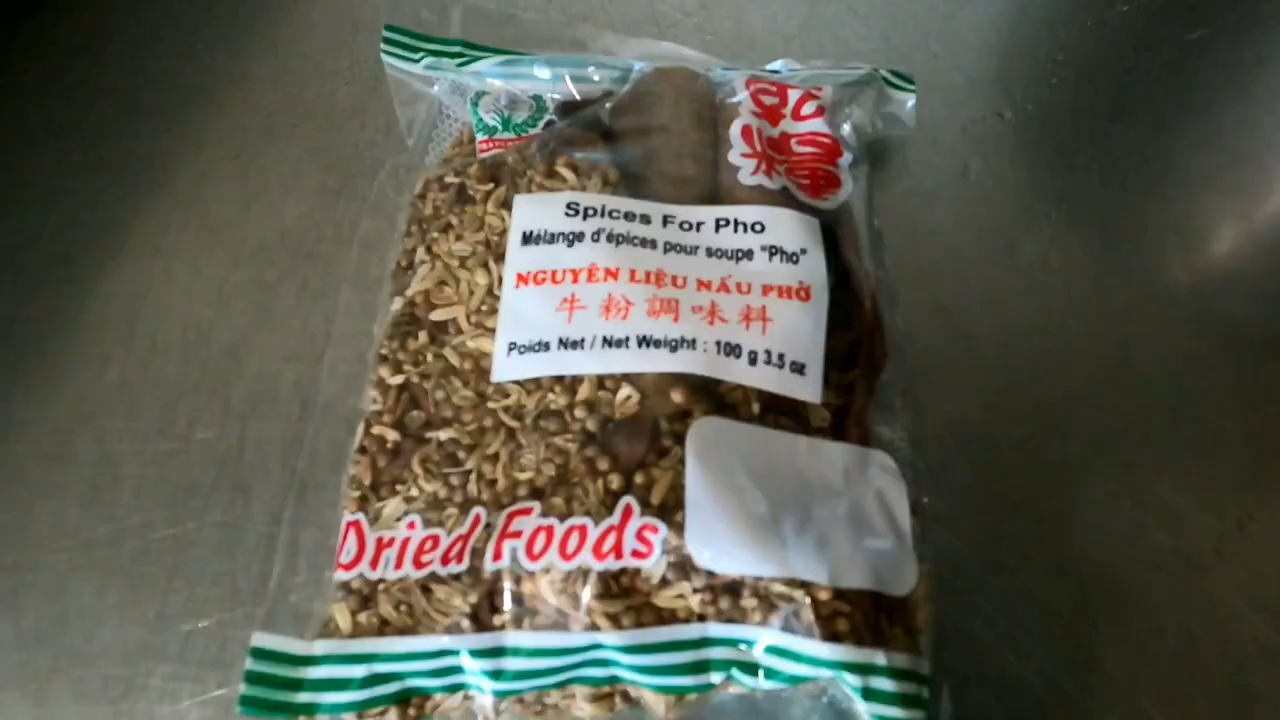 Spices For Pho
Mélange d'épices pour soupe "Pho"
NGUYÊN LIỆU NẤU PHỞ
牛粉調味料
Poids Net / Net Weight : 100 g 3.5 oz
Dried Foods